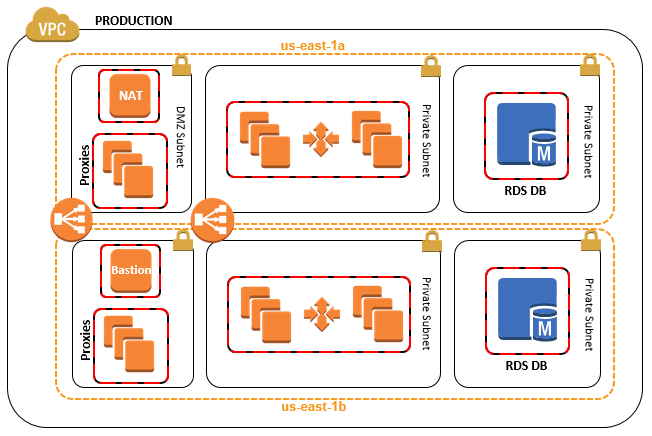 VPC
PRODUCTION
us-east-1a
NAT
Proxies
DMZ Subnet
Private Subnet
M
RDS DB
Private Subnet
Bastion
Proxies
Private Subnet
M
RDS DB
Private Subnet
us-east-1b